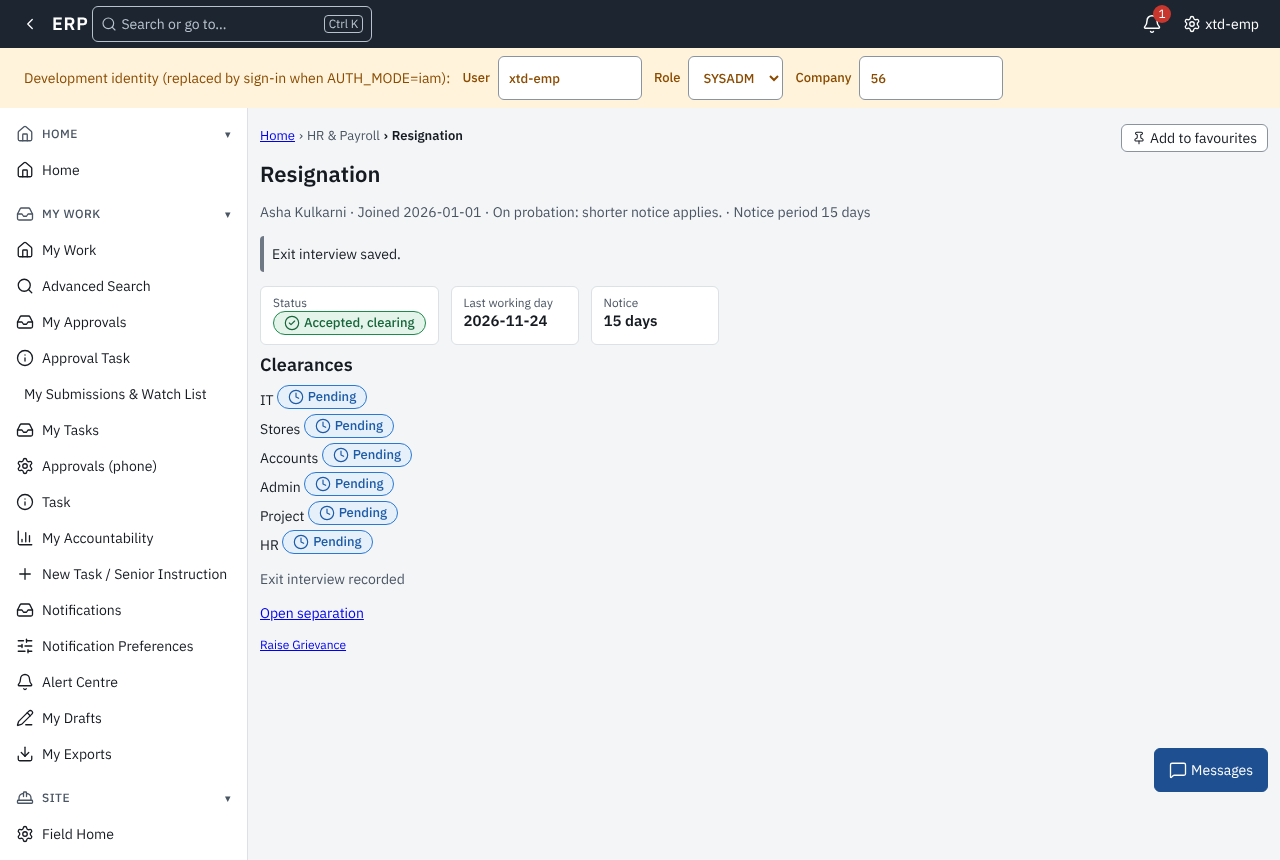 ERP
Search or go to...
Ctrl K
1
xtd-emp
Development identity (replaced by sign-in when AUTH_MODE=iam):
User
xtd-emp
Role
SYSADM
Company
56
HOME
Home
MY WORK
My Work
Advanced Search
My Approvals
Approval Task
My Submissions & Watch List
My Tasks
Approvals (phone)
Task
My Accountability
New Task / Senior Instruction
Notifications
Notification Preferences
Alert Centre
My Drafts
My Exports
SITE
Field Home
Home › HR & Payroll › Resignation
Add to favourites
Resignation
Asha Kulkarni · Joined 2026-01-01 · On probation: shorter notice applies. · Notice period 15 days
Exit interview saved.
Status
Accepted, clearing
Last working day
2026-11-24
Notice
15 days
Clearances
IT Pending
Stores Pending
Accounts Pending
Admin Pending
Project Pending
HR Pending
Exit interview recorded
Open separation
Raise Grievance
Messages